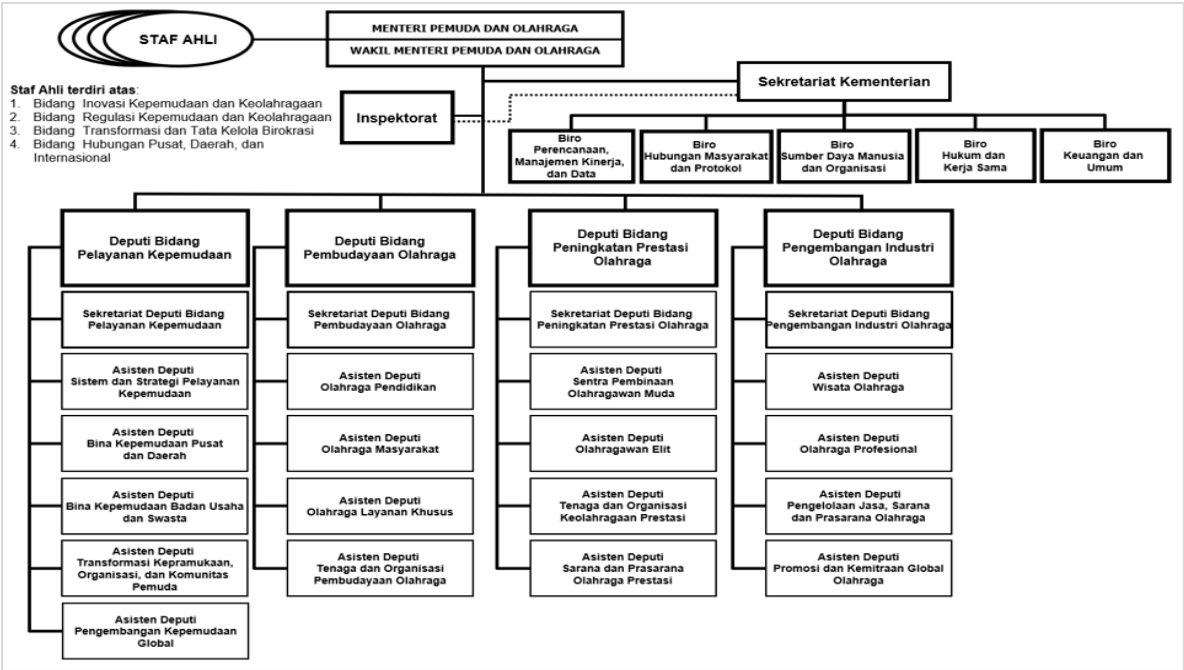 STAF AHLI
MENTERI PEMUDA DAN OLAHRAGA
WAKIL MENTERI PEMUDA DAN OLAHRAGA
Staf Ahli terdiri atas:
1. Bidang Inovasi Kepemudaan dan Keolahragaan
2. Bidang Regulasi Kepemudaan dan Keolahragaan
3. Bidang Transformasi dan Tata Kelola Birokrasi
4. Bidang Hubungan Pusat, Daerah, dan
Internasional
Inspektorat
Sekretariat Kementerian
Biro
Perencanaan,
Manajemen Kinerja,
dan Data
Biro
Hubungan Masyarakat
dan Protokol
Biro
Sumber Daya Manusia
dan Organisasi
Biro
Hukum dan
Kerja Sama
Biro
Keuangan dan
Umum
Deputi Bidang
Pelayanan Kepemudaan
Sekretariat Deputi Bidang
Pelayanan Kepemudaan
Asisten Deputi
Sistem dan Strategi Pelayanan
Kepemudaan
Asisten Deputi
Bina Kepemudaan Pusat
dan Daerah
Asisten Deputi
Bina Kepemudaan Badan Usaha
dan Swasta
Asisten Deputi
Transformasi Kepramukaan,
Organisasi, dan Komunitas
Pemuda
Asisten Deputi
Pengembangan Kepemudaan
Global
Deputi Bidang
Pembudayaan Olahraga
Sekretariat Deputi Bidang
Pembudayaan Olahraga
Asisten Deputi
Olahraga Pendidikan
Asisten Deputi
Olahraga Masyarakat
Asisten Deputi
Olahraga Layanan Khusus
Asisten Deputi
Tenaga dan Organisasi
Pembudayaan Olahraga
Deputi Bidang
Peningkatan Prestasi
Olahraga
Sekretariat Deputi Bidang
Peningkatan Prestasi Olahraga
Asisten Deputi
Sentra Pembinaan
Olahragawan Muda
Asisten Deputi
Olahragawan Elit
Asisten Deputi
Tenaga dan Organisasi
Keolahragaan Prestasi
Asisten Deputi
Sarana dan Prasarana
Olahraga Prestasi
Deputi Bidang
Pengembangan Industri
Olahraga
Sekretariat Deputi Bidang
Pengembangan Industri Olahraga
Asisten Deputi
Wisata Olahraga
Asisten Deputi
Olahraga Profesional
Asisten Deputi
Pengelolaan Jasa, Sarana
dan Prasarana Olahraga
Asisten Deputi
Promosi dan Kemitraan Global
Olahraga